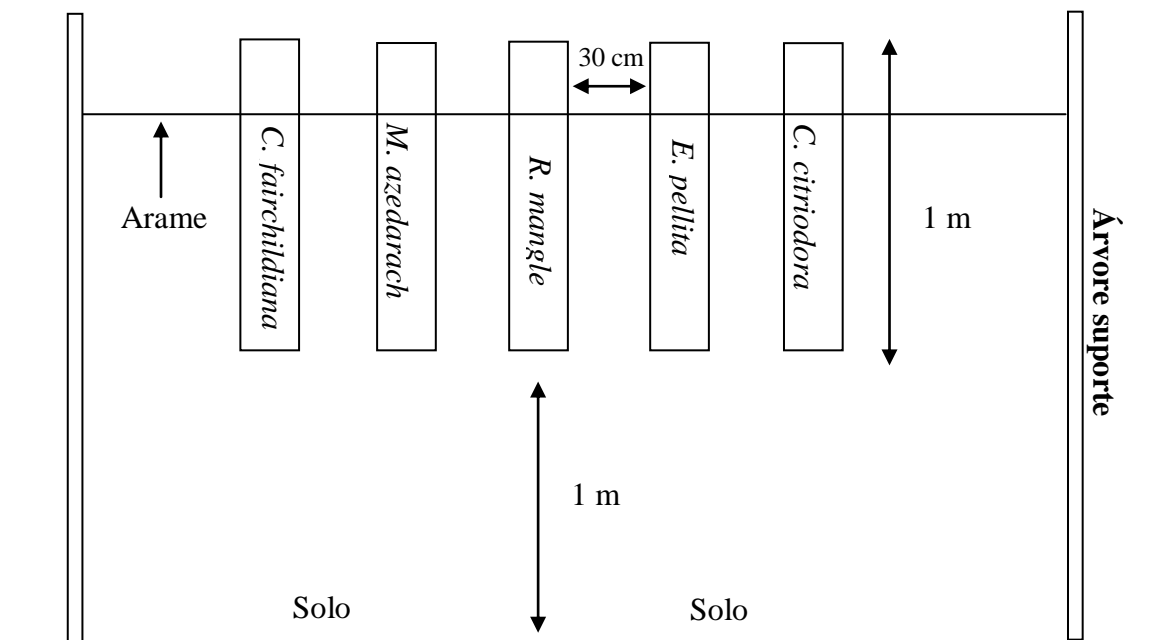 30 cm
C. fairchildiana
M. azedarach
R. mangle
E. pellita
C. citriodora
Arame
1 m
Árvore suporte
1 m
Solo
Solo